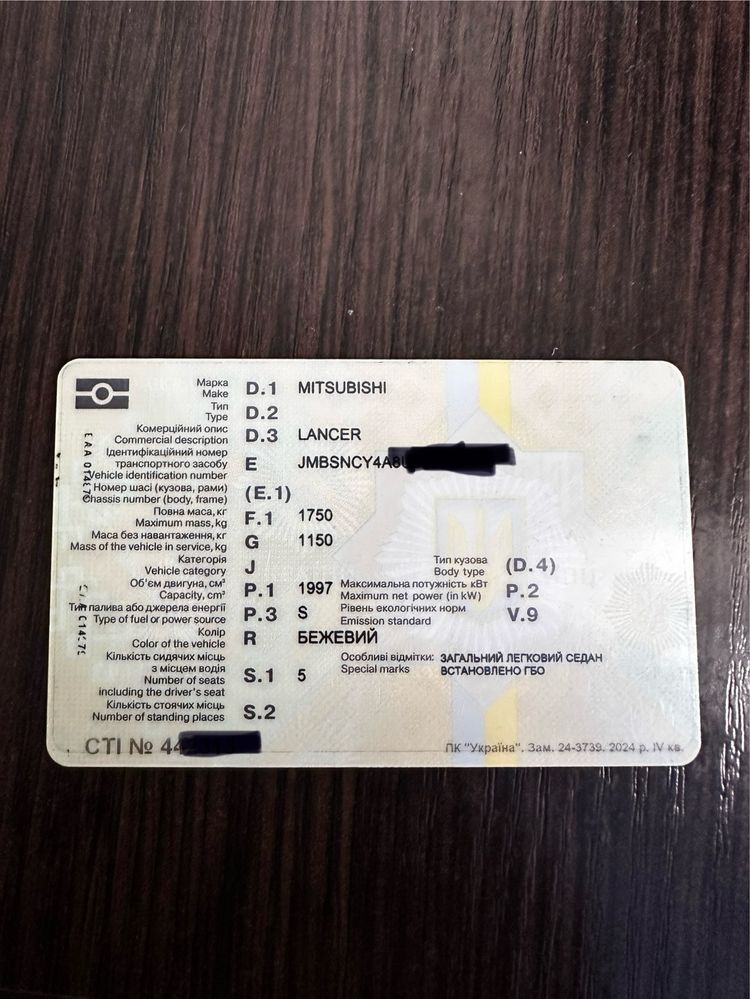 Марка
Make D.1 MITSUBISHI
Тип
Type D.2
Комерційний опис
Commercial description D.3 LANCER
Ідентифікаційний номер
транспортного засобу E JMBSNCY4A8U
Vehicle identification number
Номер шасі (кузова, рами)
Chassis number (body, frame) (E.1)
Повна маса, кг
Maximum mass, kg F.1 1750
Маса без навантаження, кг
Mass of the vehicle in service, kg G 1150
Категорія
Vehicle category J
Тип кузова
Body type (D.4)
Об'єм двигуна, см³
Capacity, cm³ P.1 1997
Максимальна потужність кВт
Maximum net power (in kW) P.2
Тип палива або джерела енергії
Type of fuel or power source P.3 S
Рівень екологічних норм
Emission standard V.9
Колір
Color of the vehicle R БЕЖЕВИЙ
Кількість сидячих місць
з місцем водія
Number of seats
including the driver's seat S.1 5
Особливі відмітки: ЗАГАЛЬНИЙ ЛЕГКОВИЙ СЕДАН
Special marks ВСТАНОВЛЕНО ГБО
Кількість стоячих місць
Number of standing places S.2
СТІ № 44
ПК "Україна". Зам. 24-3739. 2024 р. IV кв.